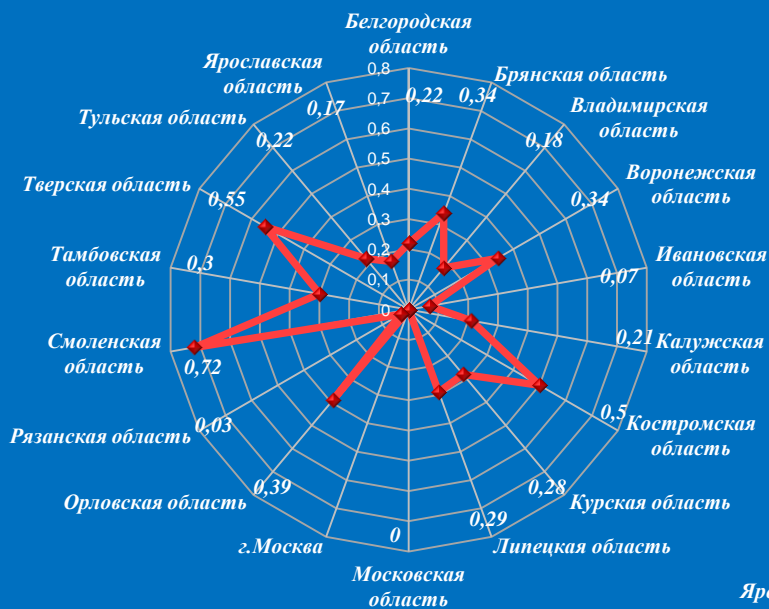 Белгородская
область
0,22
Брянская область
0,34
Владимирская
область
0,18
Воронежская
область
0,34
Ивановская
область
0,07
Калужская
область
0,21
Костромская
область
0,5
Курская область
0,28
Липецкая область
0,29
Московская
область
0
г.Москва
Орловская область
0,39
Рязанская область
0,03
Смоленская
область
0,72
Тамбовская
область
0,3
Тверская область
0,55
Тульская область
0,22
Ярославская
область
0,17
0,8
0,7
0,6
0,5
0,4
0,3
0,2
0,1
0